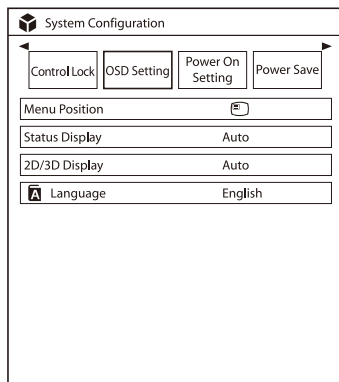 System Configuration
Control Lock
OSD Setting
Power On Setting
Power Save
Menu Position
Status Display Auto
2D/3D Display Auto
A Language English